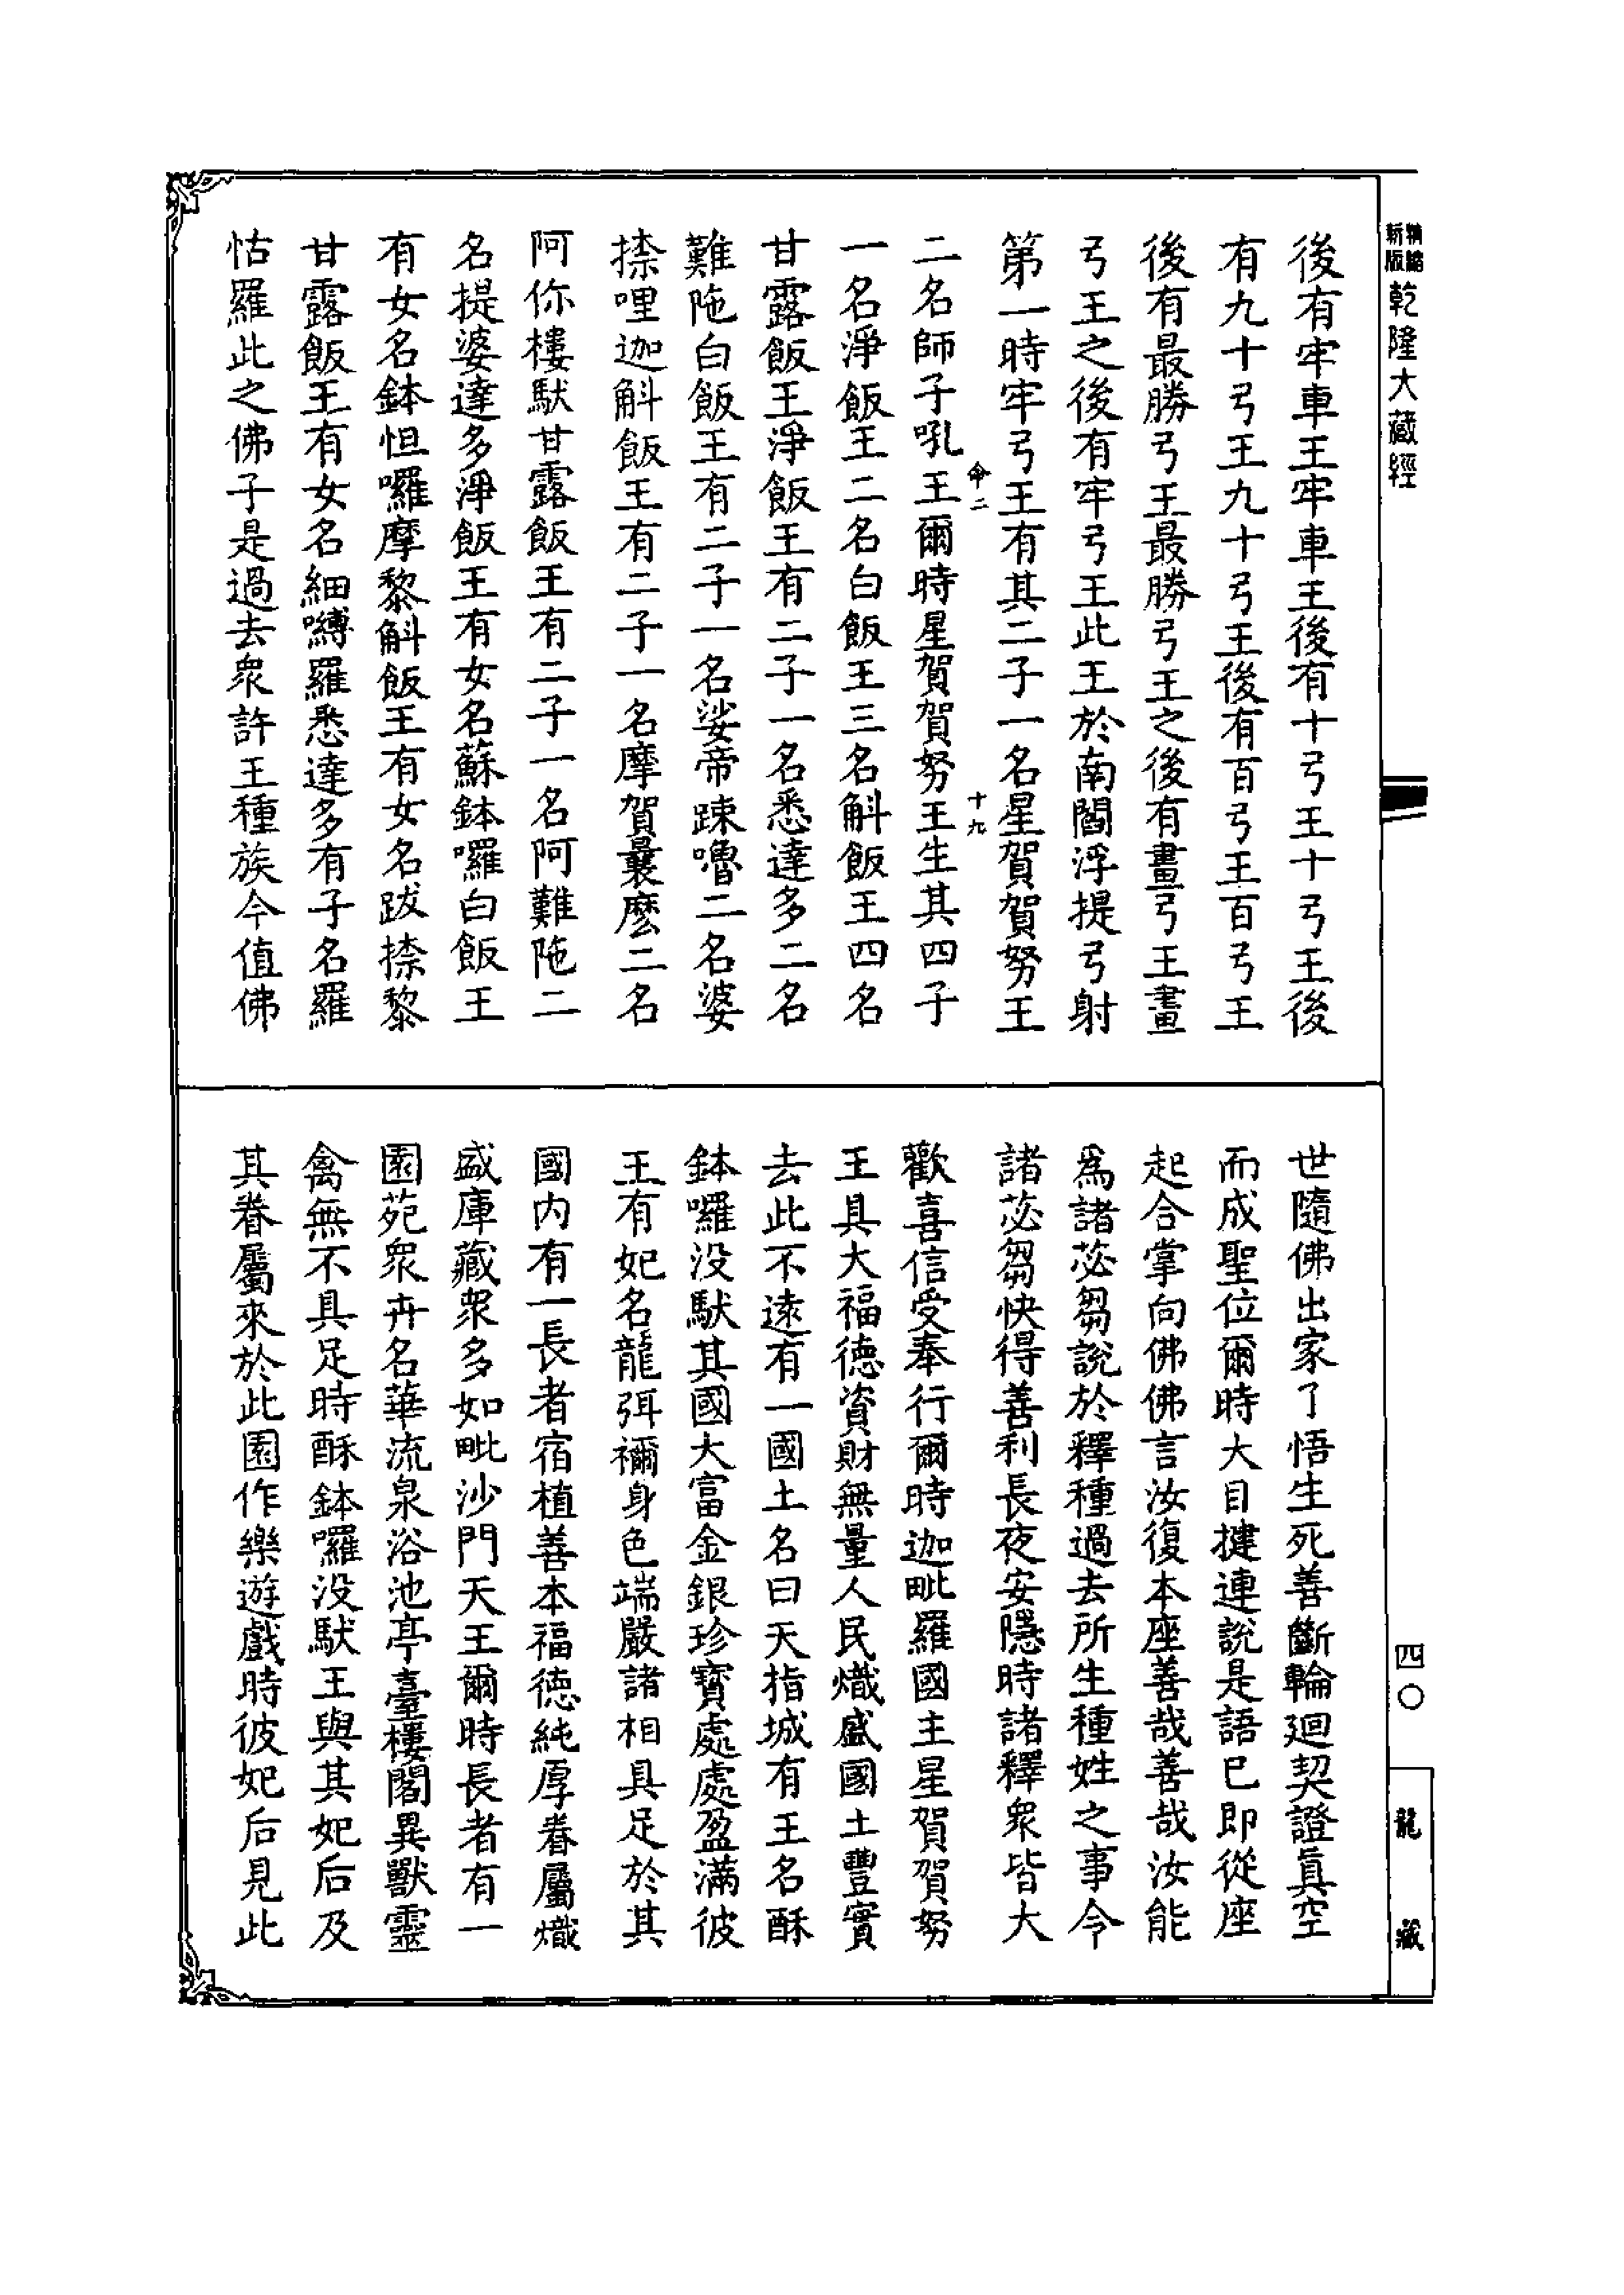 精縮新版
乾隆大藏經
後有牢車王牢車王後有十弓王十弓王後
有九十弓王九十弓王後有百弓王百弓王
後有最勝弓王最勝弓王之後有畫弓王畫
弓王之後有牢弓王此王於南閻浮提弓射
第一時牢弓王有其二子一名星賀賀努王
命二
十九
二名師子吼王爾時星賀賀努王生其四子
一名淨飯王二名白飯王三名斛飯王四名
甘露飯王淨飯王有二子一名悉達多二名
難陁白飯王有二子一名娑帝踈嚕二名婆
捺哩迦斛飯王有二子一名摩賀曩麽二名
阿你樓馱甘露飯王有二子一名阿難陁二
名提婆達多淨飯王有女名蘇鉢囉白飯王
有女名鉢怛囉摩黎斛飯王有女名跋捺黎
甘露飯王有女名細嚩羅悉達多有子名羅
怙羅此之佛子是過去衆許王種族今值佛
世隨佛出家了悟生死善斷輪迴契證眞空
而成聖位爾時大目揵連說是語已即從座
起合掌向佛佛言汝復本座善哉善哉汝能
爲諸苾芻說於釋種過去所生種姓之事令
諸苾芻快得善利長夜安隱時諸釋衆皆大
歡喜信受奉行爾時迦毗羅國主星賀賀努
王具大福德資財無量人民熾盛國土豐實
去此不遠有一國土名曰天指城有王名酥
鉢囉没馱其國大富金銀珍寶處處盈滿彼
王有妃名龍弭禰身色端嚴諸相具足於其
國内有一長者宿植善本福德純厚眷屬熾
盛庫藏衆多如毗沙門天王爾時長者有一
園苑衆卉名華流泉浴池亭臺樓閣異獸靈
禽無不具足時酥鉢囉没馱王與其妃后及
其眷屬來於此園作樂遊戲時彼妃后見此
四〇
龍藏